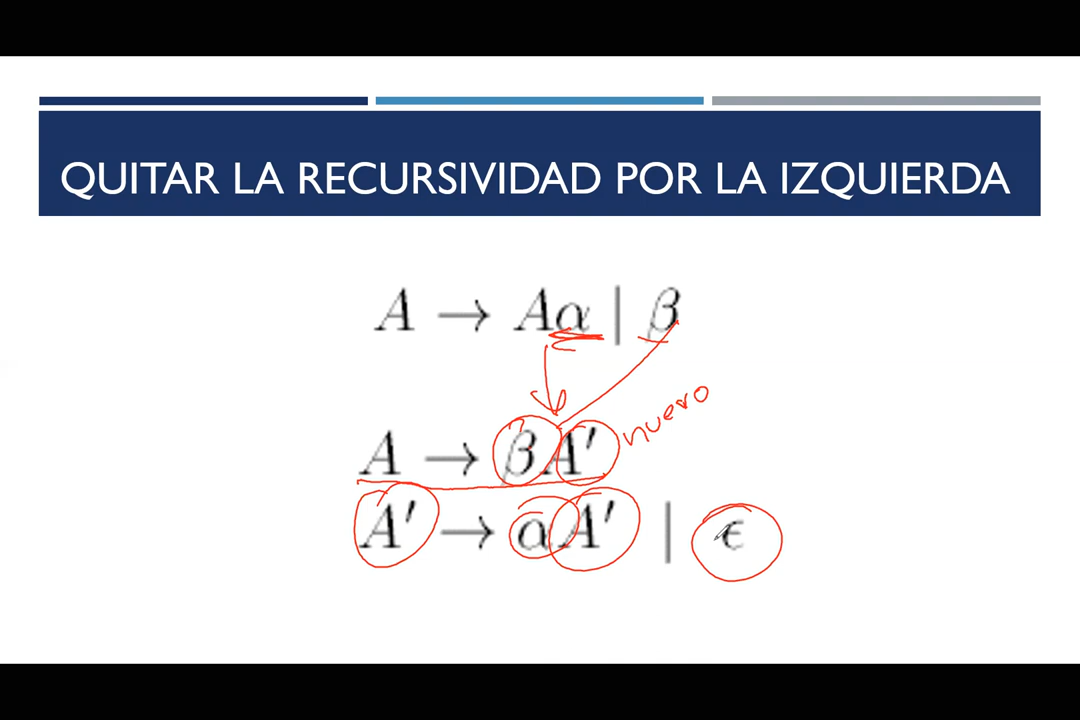 QUITAR LA RECURSIVIDAD POR LA IZQUIERDA
A → Aα | β
A → βA' nuevo
A' → αA' | ϵ